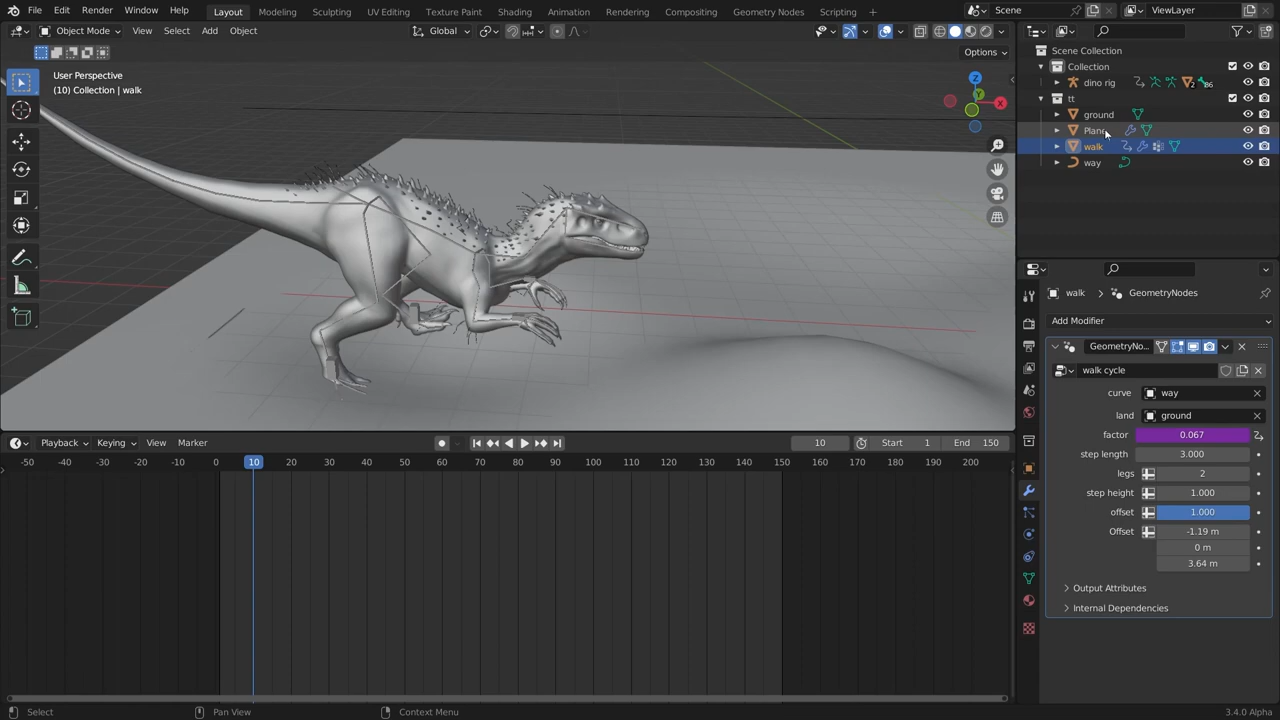 File Edit Render Window Help Layout Modeling Sculpting UV Editing Texture Paint Shading Animation Rendering Compositing Geometry Nodes Scripting + Scene ViewLayer
Object Mode View Select Add Object Global
Options
User Perspective
(10) Collection | walk
Z
Y
X
Scene Collection
Collection
dino rig 2 86
tt
ground
Plane
walk
way
walk > GeometryNodes
Add Modifier
GeometryNo...
walk cycle
curve way
land ground
factor 0.067
step length 3.000
legs 2
step height 1.000
offset 1.000
Offset -1.19 m
0 m
3.64 m
Output Attributes
Internal Dependencies
Playback Keying View Marker 10 Start 1 End 150
-50 -40 -30 -20 -10 0 10 20 30 40 50 60 70 80 90 100 110 120 130 140 150 160 170 180 190 200
Select Pan View Context Menu 3.4.0 Alpha